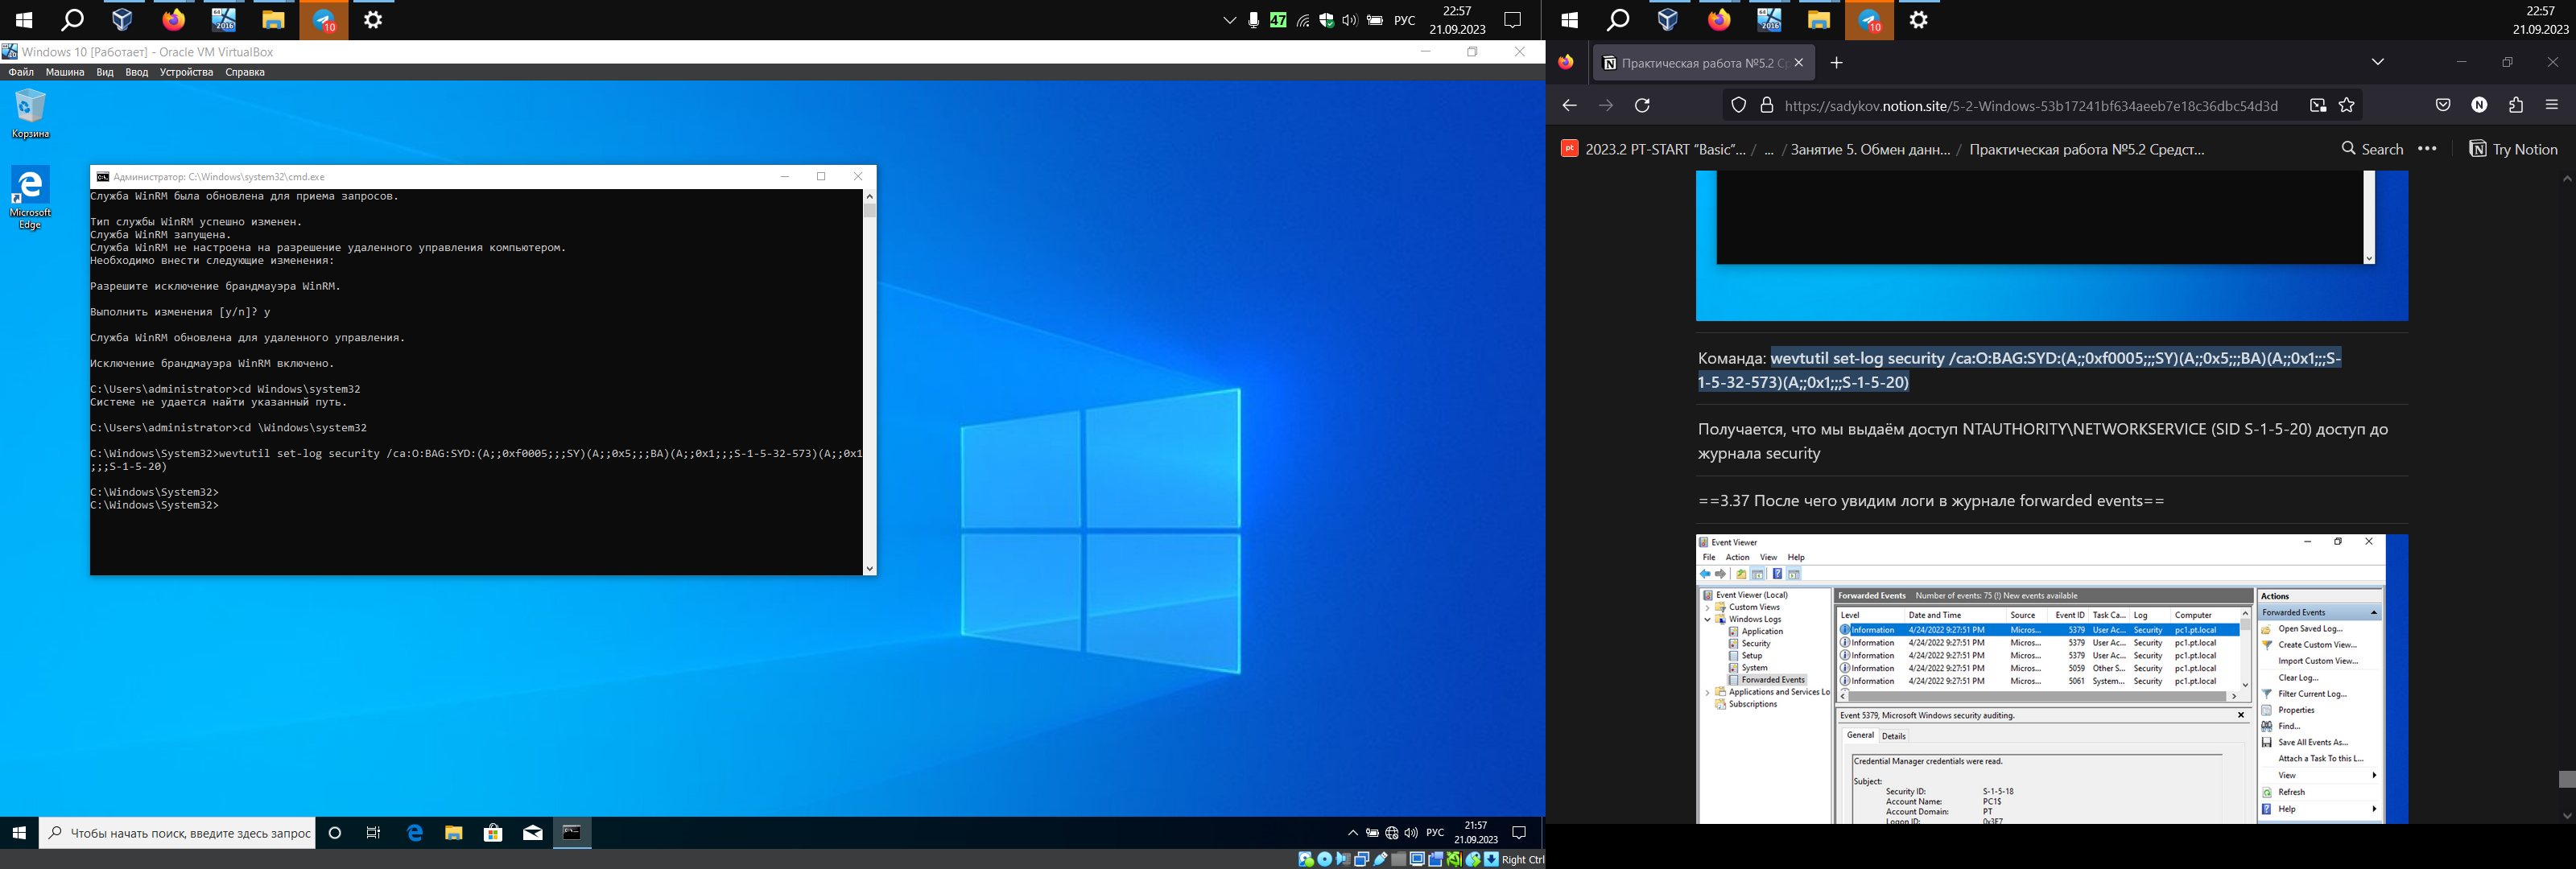 10
47
РУС
22:57
21.09.2023
Windows 10 [Работает] - Oracle VM VirtualBox
Файл Машина Вид Ввод Устройства Справка
Корзина
Microsoft
Edge
Администратор: C:\Windows\system32\cmd.exe
Служба WinRM была обновлена для приема запросов.
Тип службы WinRM успешно изменен.
Служба WinRM запущена.
Служба WinRM не настроена на разрешение удаленного управления компьютером.
Необходимо внести следующие изменения:
Разрешите исключение брандмауэра WinRM.
Выполнить изменения [y/n]? y
Служба WinRM обновлена для удаленного управления.
Исключение брандмауэра WinRM включено.
C:\Users\administrator>cd Windows\system32
Системе не удается найти указанный путь.
C:\Users\administrator>cd \Windows\system32
C:\Windows\System32>wevtutil set-log security /ca:O:BAG:SYD:(A;;0xf0005;;;SY)(A;;0x5;;;BA)(A;;0x1;;;S-1-5-32-573)(A;;0x1
;;;S-1-5-20)
C:\Windows\System32>
C:\Windows\System32>
Чтобы начать поиск, введите здесь запрос
РУС
21:57
21.09.2023
Right Ctrl
10
22:57
21.09.2023
Практическая работа №5.2 Ср
https://sadykov.notion.site/5-2-Windows-53b17241bf634aeeb7e18c36dbc54d3d
N
pt 2023.2 PT-START “Basic”... / ... / Занятие 5. Обмен данн... / Практическая работа №5.2 Средст... Search ••• Try Notion
Команда: wevtutil set-log security /ca:O:BAG:SYD:(A;;0xf0005;;;SY)(A;;0x5;;;BA)(A;;0x1;;;S-
1-5-32-573)(A;;0x1;;;S-1-5-20)
Получается, что мы выдаём доступ NTAUTHORITY\NETWORKSERVICE (SID S-1-5-20) доступ до
журнала security
==3.37 После чего увидим логи в журнале forwarded events==
Event Viewer
File Action View Help
Event Viewer (Local)
Custom Views
Windows Logs
Application
Security
Setup
System
Forwarded Events
Applications and Services Lo
Subscriptions
Forwarded Events Number of events: 75 (!) New events available
Level Date and Time Source Event ID Task Ca... Log Computer
Information 4/24/2022 9:27:51 PM Micros... 5379 User Ac... Security pc1.pt.local
Information 4/24/2022 9:27:51 PM Micros... 5379 User Ac... Security pc1.pt.local
Information 4/24/2022 9:27:51 PM Micros... 5379 User Ac... Security pc1.pt.local
Information 4/24/2022 9:27:51 PM Micros... 5059 Other S... Security pc1.pt.local
Information 4/24/2022 9:27:51 PM Micros... 5061 System... Security pc1.pt.local
Event 5379, Microsoft Windows security auditing.
General Details
Credential Manager credentials were read.
Subject:
Security ID: S-1-5-18
Account Name: PC1$
Account Domain: PT
Logon ID: 0x3E7
Actions
Forwarded Events
Open Saved Log...
Create Custom View...
Import Custom View...
Clear Log...
Filter Current Log...
Properties
Find...
Save All Events As...
Attach a Task To this L...
View
Refresh
Help